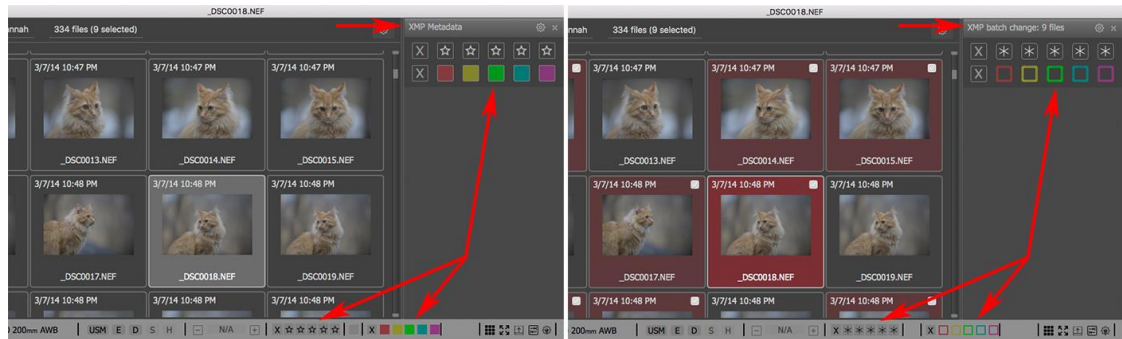 _DSC0018.NEF
nnah 334 files (9 selected)
XMP Metadata
X
X
3/7/14 10:47 PM 3/7/14 10:47 PM 3/7/14 10:47 PM
_DSC0013.NEF _DSC0014.NEF _DSC0015.NEF
3/7/14 10:48 PM 3/7/14 10:48 PM 3/7/14 10:48 PM
_DSC0017.NEF _DSC0018.NEF _DSC0019.NEF
3/7/14 10:48 PM 3/7/14 10:48 PM 3/7/14 10:48 PM
200mm AWB USM E D S H N/A X X
_DSC0018.NEF
nnah 334 files (9 selected)
XMP batch change: 9 files
X
X
3/7/14 10:47 PM 3/7/14 10:47 PM 3/7/14 10:47 PM
_DSC0013.NEF _DSC0014.NEF _DSC0015.NEF
3/7/14 10:48 PM 3/7/14 10:48 PM 3/7/14 10:48 PM
_DSC0017.NEF _DSC0018.NEF _DSC0019.NEF
3/7/14 10:48 PM 3/7/14 10:48 PM 3/7/14 10:48 PM
200mm AWB USM E D S H N/A X X